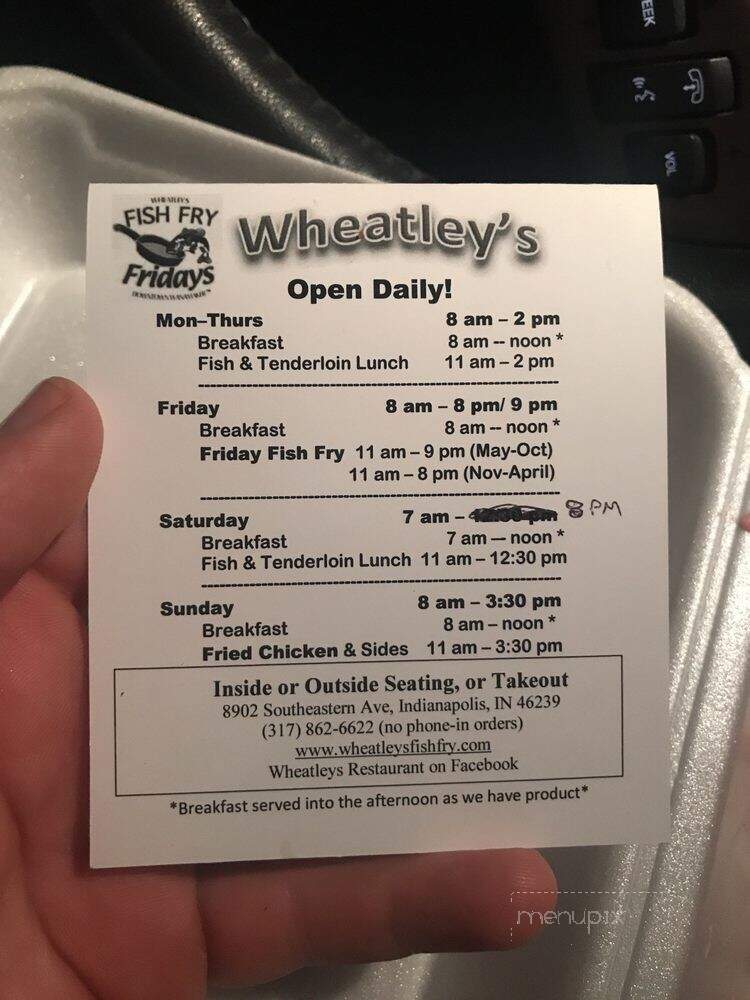 EEK
VOL
WHEATLEY'S
FISH FRY
Fridays
Wheatley's
Open Daily!
Mon–Thurs 8 am – 2 pm
Breakfast 8 am -- noon *
Fish & Tenderloin Lunch 11 am – 2 pm
Friday 8 am – 8 pm/ 9 pm
Breakfast 8 am -- noon *
Friday Fish Fry 11 am – 9 pm (May-Oct)
11 am – 8 pm (Nov-April)
Saturday 7 am – 8 PM
Breakfast 7 am — noon *
Fish & Tenderloin Lunch 11 am – 12:30 pm
Sunday 8 am – 3:30 pm
Breakfast 8 am – noon *
Fried Chicken & Sides 11 am – 3:30 pm
Inside or Outside Seating, or Takeout
8902 Southeastern Ave, Indianapolis, IN 46239
(317) 862-6622 (no phone-in orders)
www.wheatleysfishfry.com
Wheatleys Restaurant on Facebook
*Breakfast served into the afternoon as we have product*
menupix